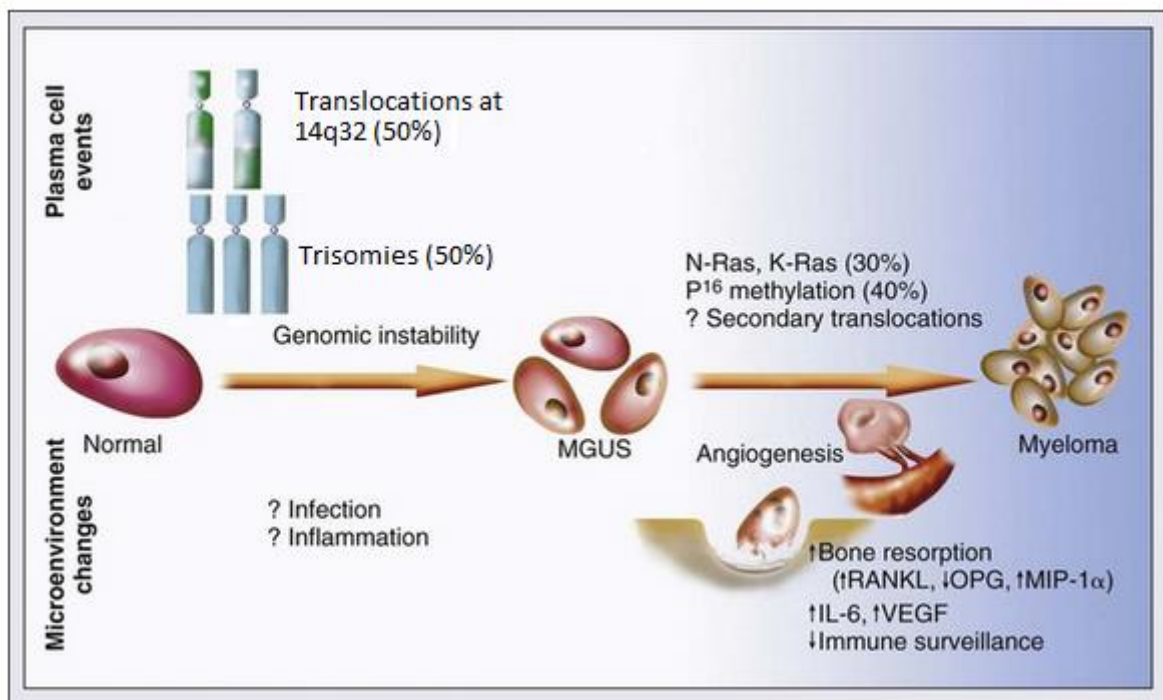 Plasma cell
events
Translocations at
14q32 (50%)
Trisomies (50%)
Genomic instability
N-Ras, K-Ras (30%)
P¹⁶ methylation (40%)
? Secondary translocations
Normal
MGUS
Myeloma
Microenvironment
changes
? Infection
? Inflammation
Angiogenesis
↑Bone resorption
(↑RANKL, ↓OPG, ↑MIP-1α)
↑IL-6, ↑VEGF
↓Immune surveillance